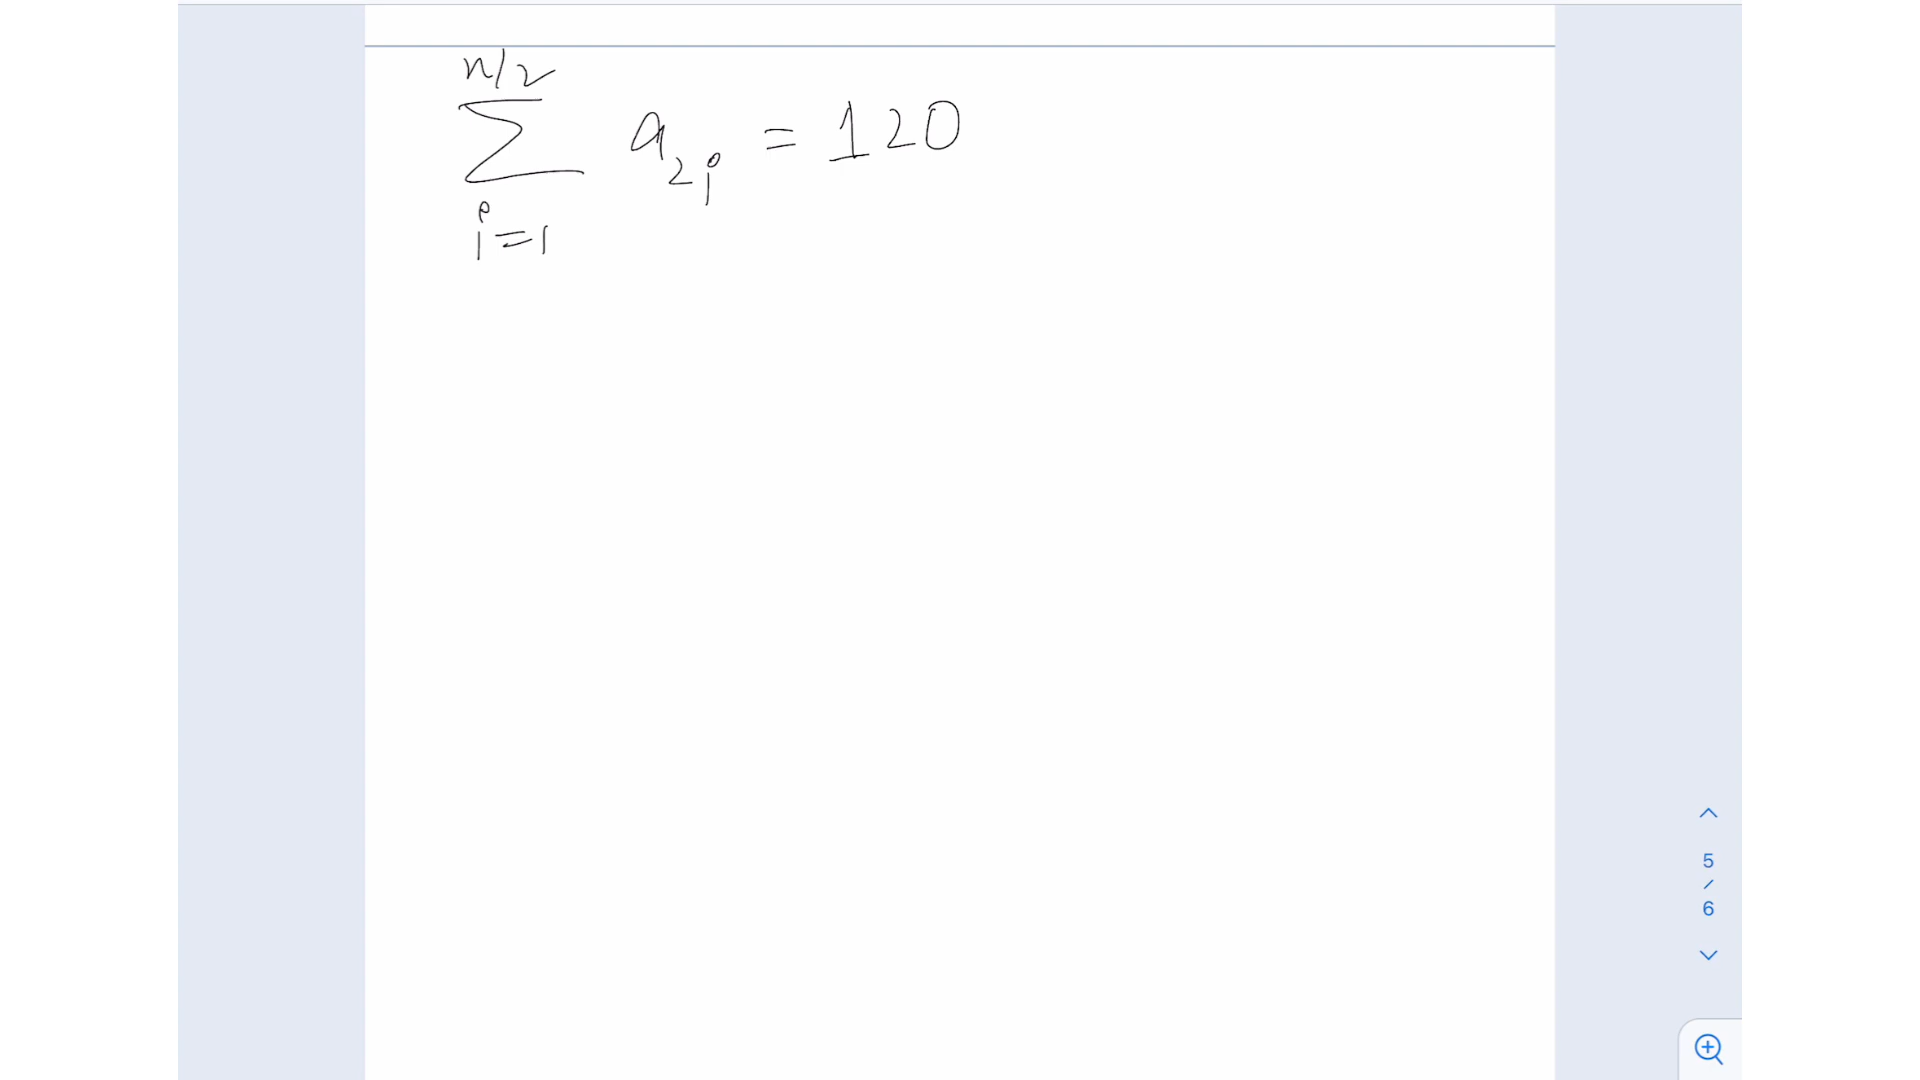 n/2
∑ a_{2i} = 120
i=1
5
/
6